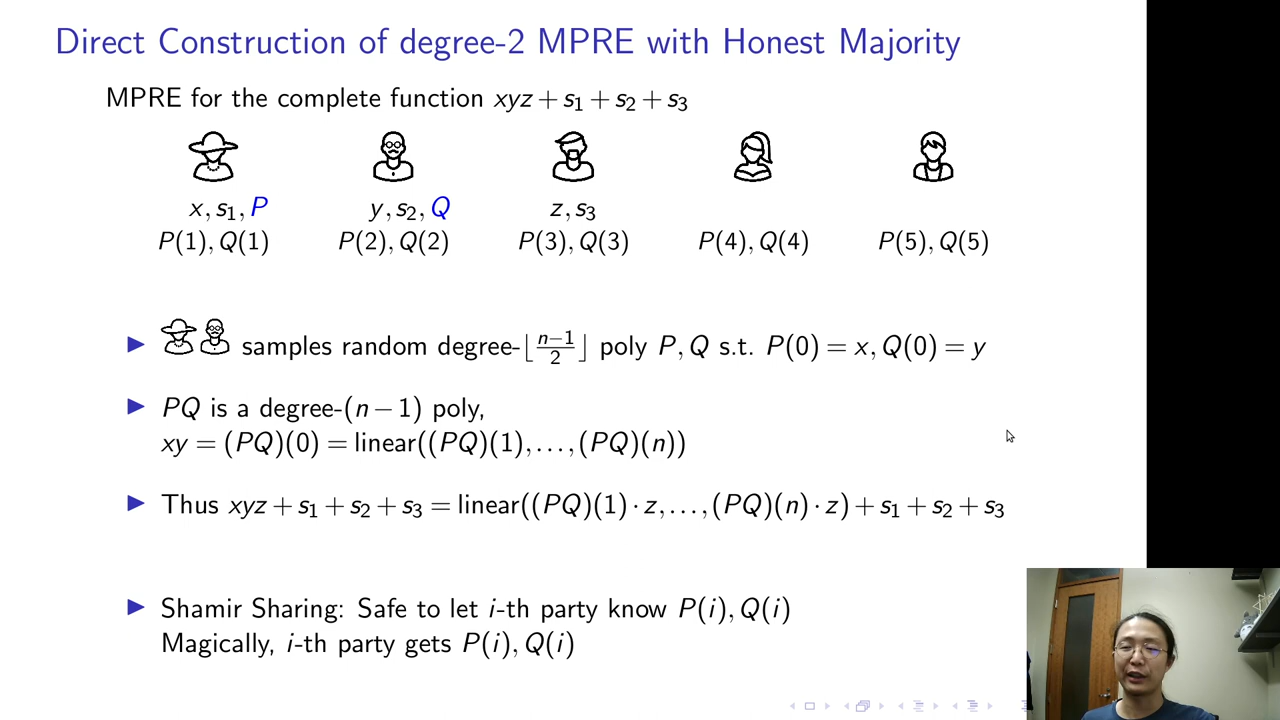 Direct Construction of degree-2 MPRE with Honest Majority
MPRE for the complete function xyz + s₁ + s₂ + s₃
x, s₁, P y, s₂, Q z, s₃
P(1), Q(1) P(2), Q(2) P(3), Q(3) P(4), Q(4) P(5), Q(5)
samples random degree-⌊(n−1)/2⌋ poly P, Q s.t. P(0) = x, Q(0) = y
PQ is a degree-(n − 1) poly,
xy = (PQ)(0) = linear((PQ)(1), . . . , (PQ)(n))
Thus xyz + s₁ + s₂ + s₃ = linear((PQ)(1) · z, . . . , (PQ)(n) · z) + s₁ + s₂ + s₃
Shamir Sharing: Safe to let i-th party know P(i), Q(i)
Magically, i-th party gets P(i), Q(i)